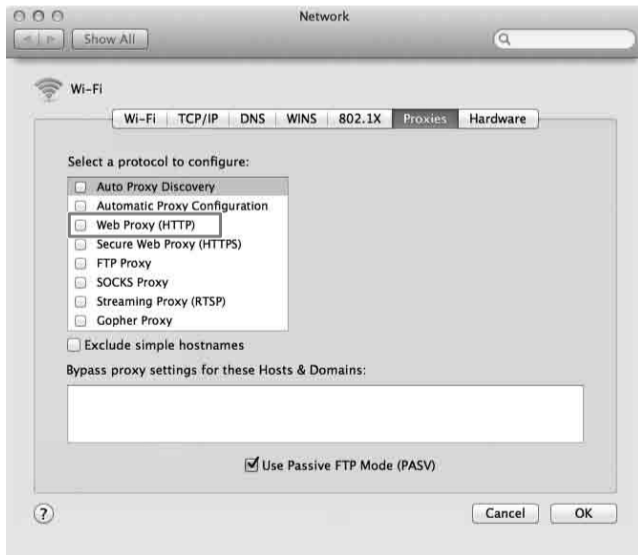 Network
Show All
Wi-Fi
Wi-Fi TCP/IP DNS WINS 802.1X Proxies Hardware
Select a protocol to configure:
Auto Proxy Discovery
Automatic Proxy Configuration
Web Proxy (HTTP)
Secure Web Proxy (HTTPS)
FTP Proxy
SOCKS Proxy
Streaming Proxy (RTSP)
Gopher Proxy
Exclude simple hostnames
Bypass proxy settings for these Hosts & Domains:
Use Passive FTP Mode (PASV)
? Cancel OK